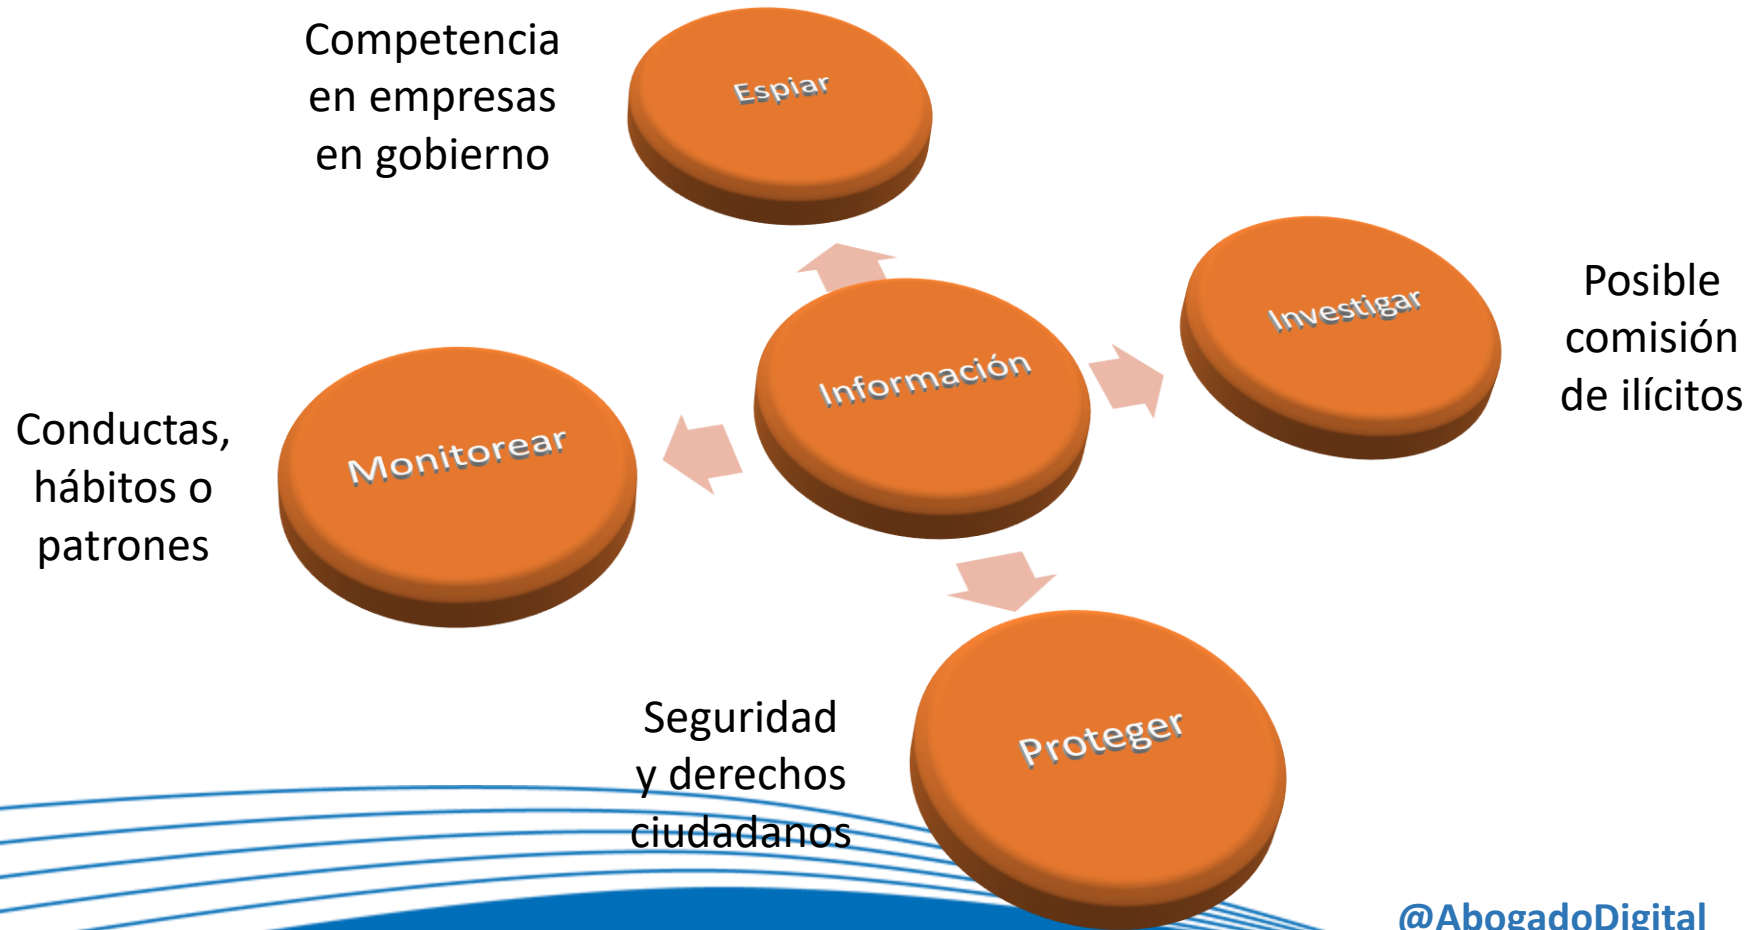 Competencia
en empresas
en gobierno
Espiar
Investigar
Posible
comisión
de ilícitos
Información
Conductas,
hábitos o
patrones
Monitorear
Seguridad
y derechos
ciudadanos
Proteger
@AbogadoDigital